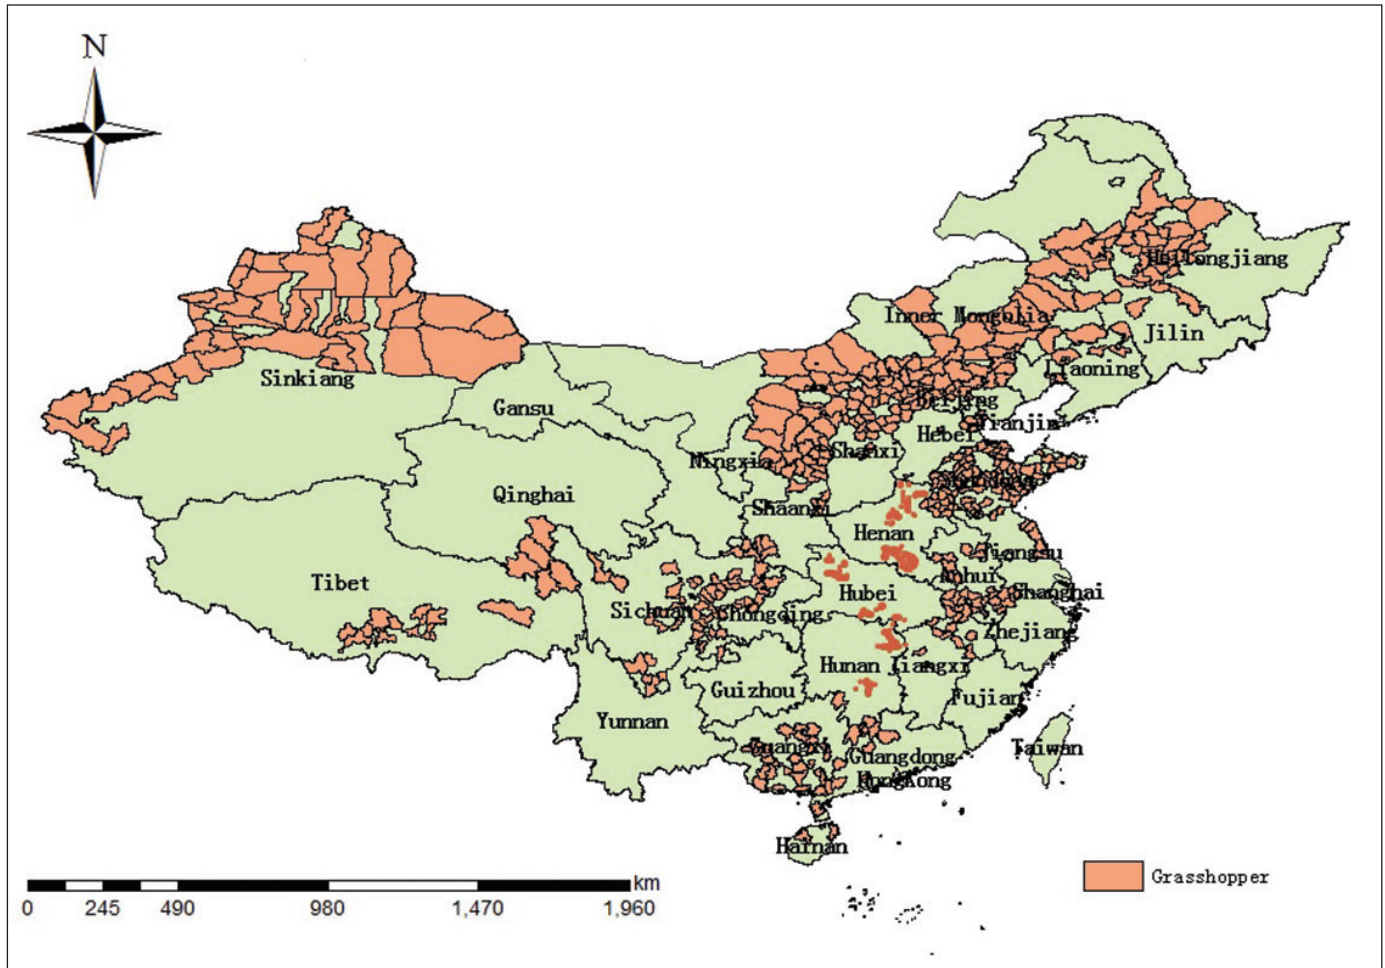 N
Heilongjiang
Inner Mongolia
Jilin
Liaoning
Sinkiang
Beijing
Gansu
Tianjin
Hebei
Shanxi
Ningxia
Shandong
Qinghai
Shaanxi
Henan
Jiangsu
Tibet
Anhui
Hubei
Shanghai
Sichuan
Chongding
Zhejiang
Hunan
Jiangxi
Guizhou
Fujian
Yunnan
Guangxi
Taiwan
Guangdong
HongKong
Hainan
Grasshopper
km
0 245 490 980 1,470 1,960